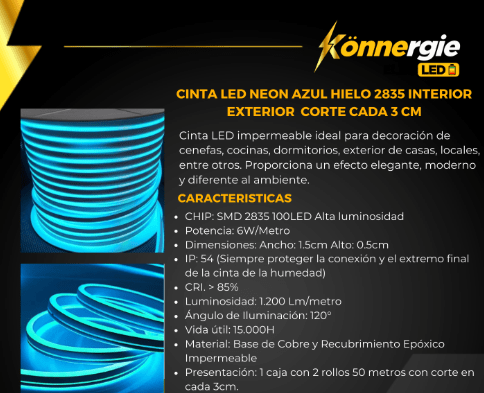 Könnergie
LED
CINTA LED NEON AZUL HIELO 2835 INTERIOR
EXTERIOR CORTE CADA 3 CM
Cinta LED impermeable ideal para decoración de
cenefas, cocinas, dormitorios, exterior de casas, locales,
entre otros. Proporciona un efecto elegante, moderno
y diferente al ambiente.
CARACTERISTICAS
• CHIP: SMD 2835 100LED Alta luminosidad
• Potencia: 6W/Metro
• Dimensiones: Ancho: 1.5cm Alto: 0.5cm
• IP: 54 (Siempre proteger la conexión y el extremo final
de la cinta de la humedad)
• CRI. > 85%
• Luminosidad: 1.200 Lm/metro
• Ángulo de Iluminación: 120°
• Vida útil: 15.000H
• Material: Base de Cobre y Recubrimiento Epóxico
Impermeable
• Presentación: 1 caja con 2 rollos 50 metros con corte en
cada 3cm.